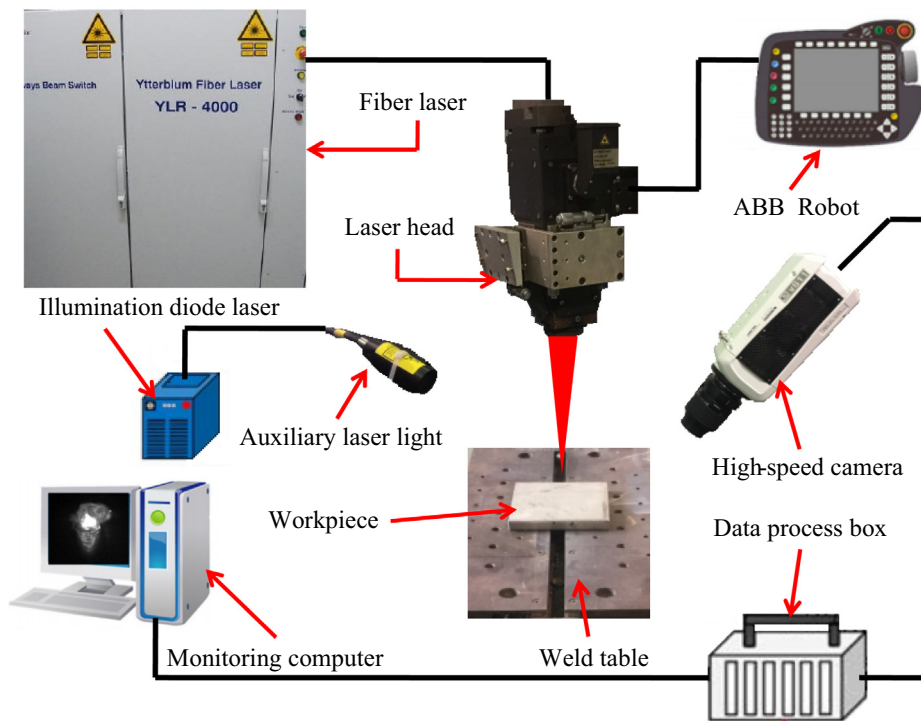 ways Beam Switch
Ytterbium Fiber Laser
YLR - 4000
Fiber laser
ABB Robot
Laser head
Illumination diode laser
Auxiliary laser light
High-speed camera
Workpiece
Data process box
Monitoring computer
Weld table